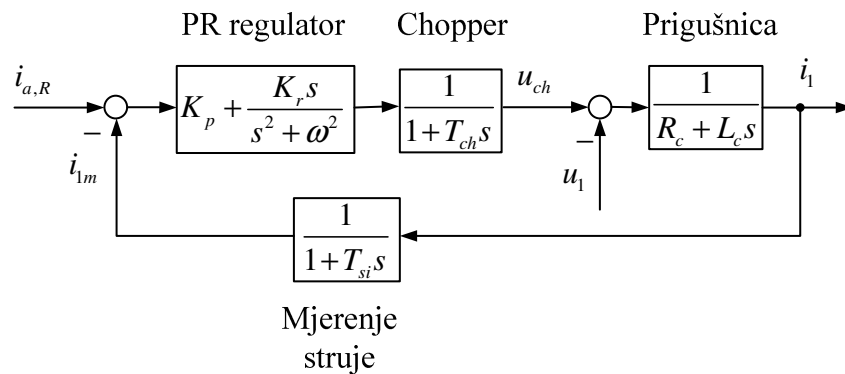 PR regulator
Chopper
Prigušnica
i_{a,R}
−
i_{1m}
K_p + \frac{K_r s}{s^2 + \omega^2}
\frac{1}{1 + T_{ch} s}
u_{ch}
−
u_1
\frac{1}{R_c + L_c s}
i_1
\frac{1}{1 + T_{si} s}
Mjerenje
struje